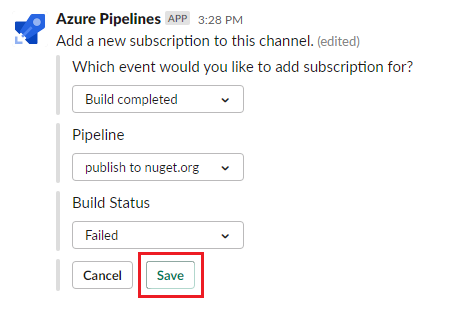 Azure Pipelines APP 3:28 PM
Add a new subscription to this channel. (edited)
Which event would you like to add subscription for?
Build completed
Pipeline
publish to nuget.org
Build Status
Failed
Cancel Save